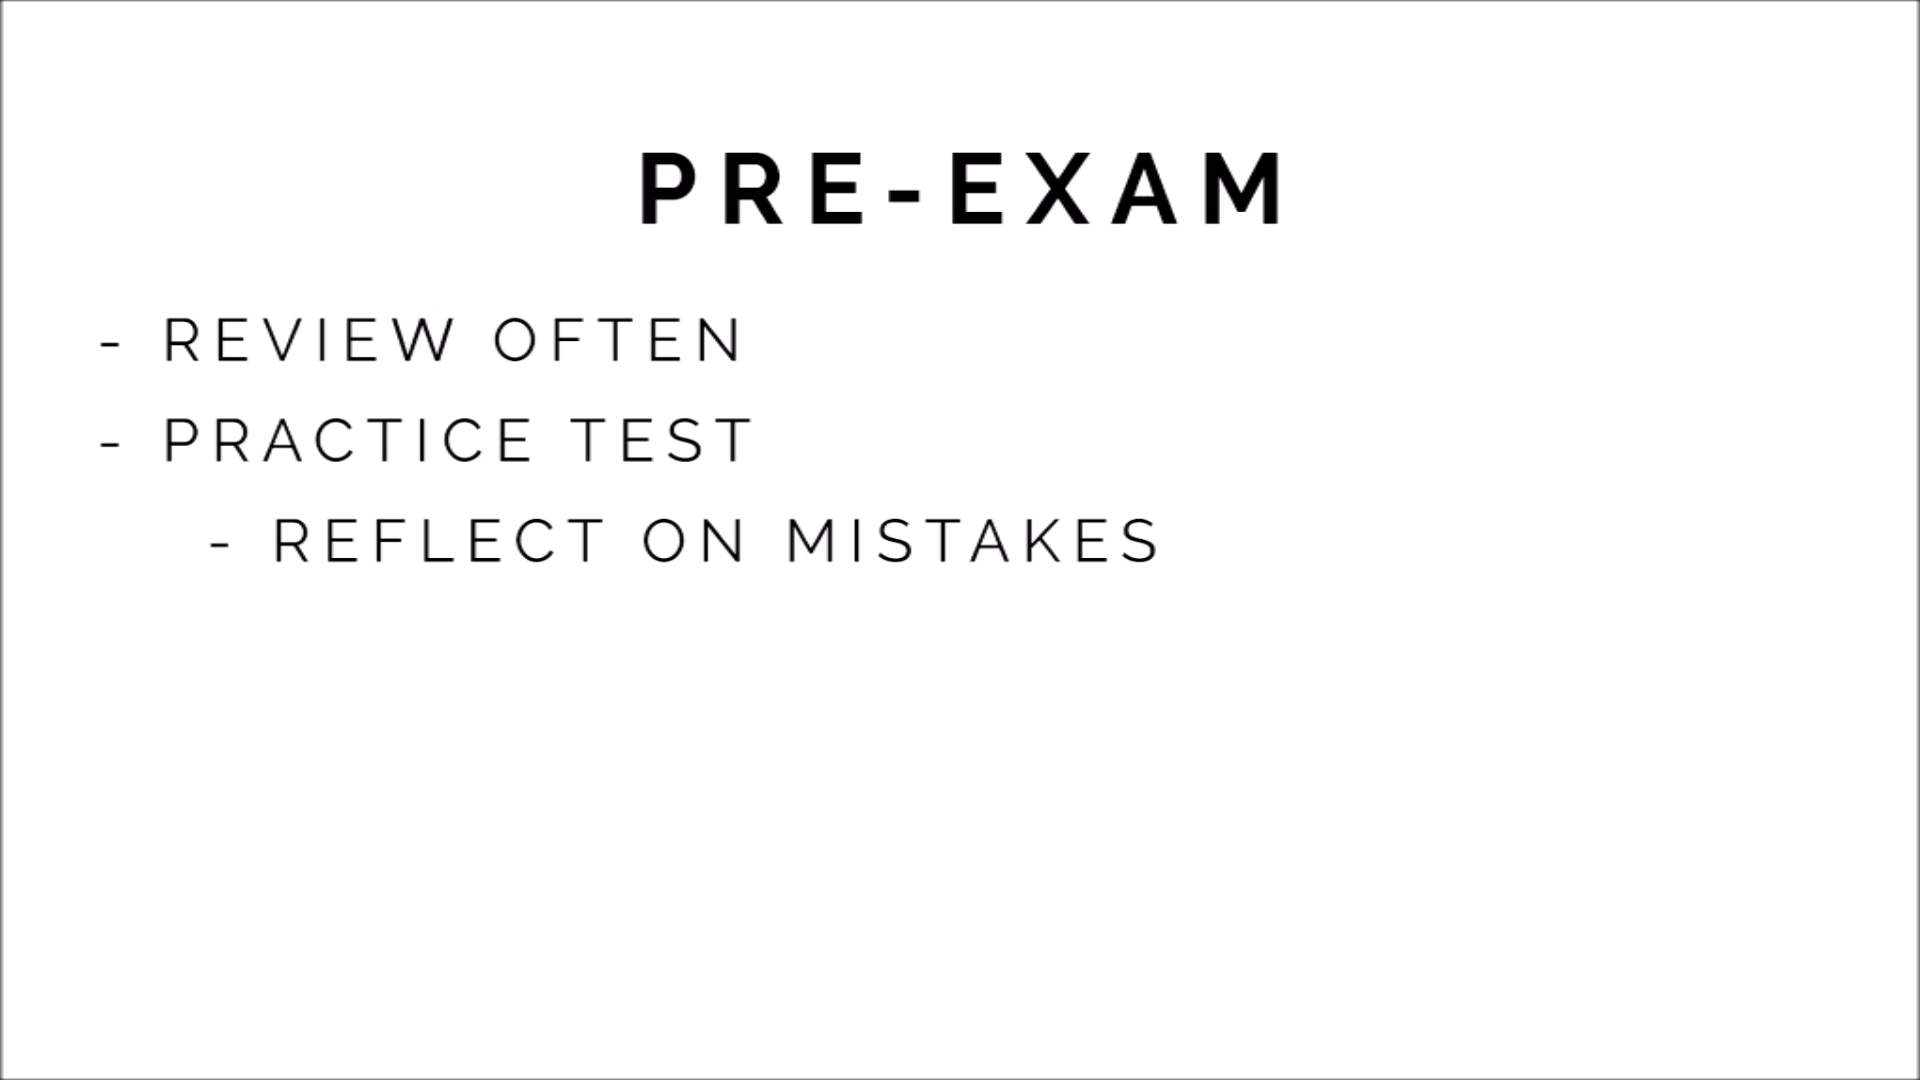 PRE-EXAM
- REVIEW OFTEN
- PRACTICE TEST
- REFLECT ON MISTAKES